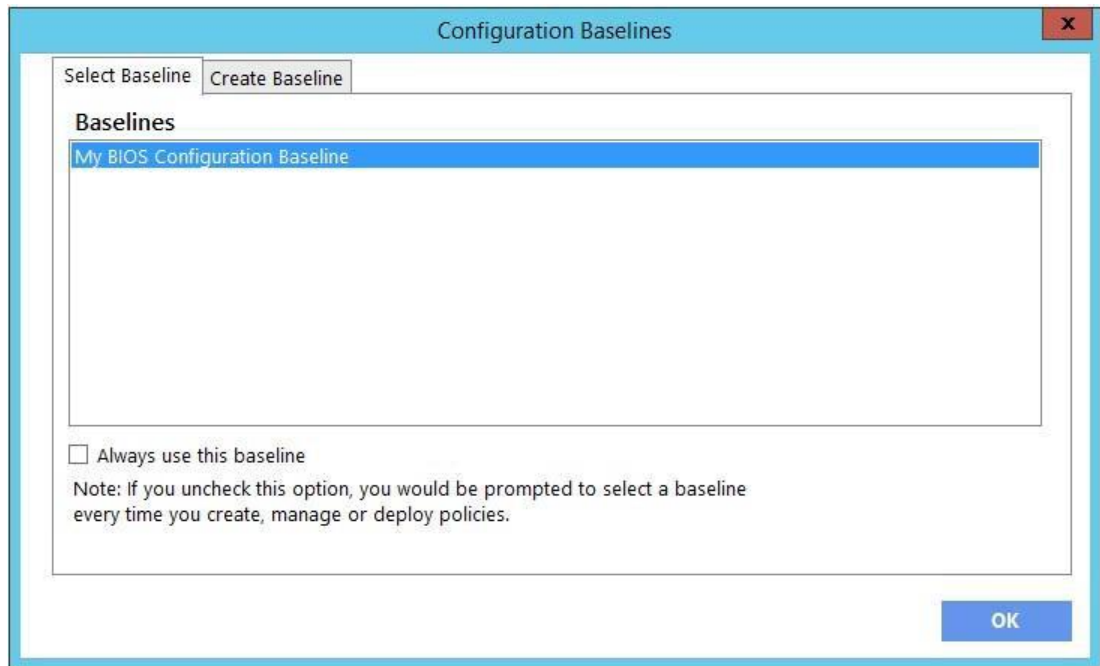 Configuration Baselines
x
Select Baseline
Create Baseline
Baselines
My BIOS Configuration Baseline
Always use this baseline
Note: If you uncheck this option, you would be prompted to select a baseline
every time you create, manage or deploy policies.
OK